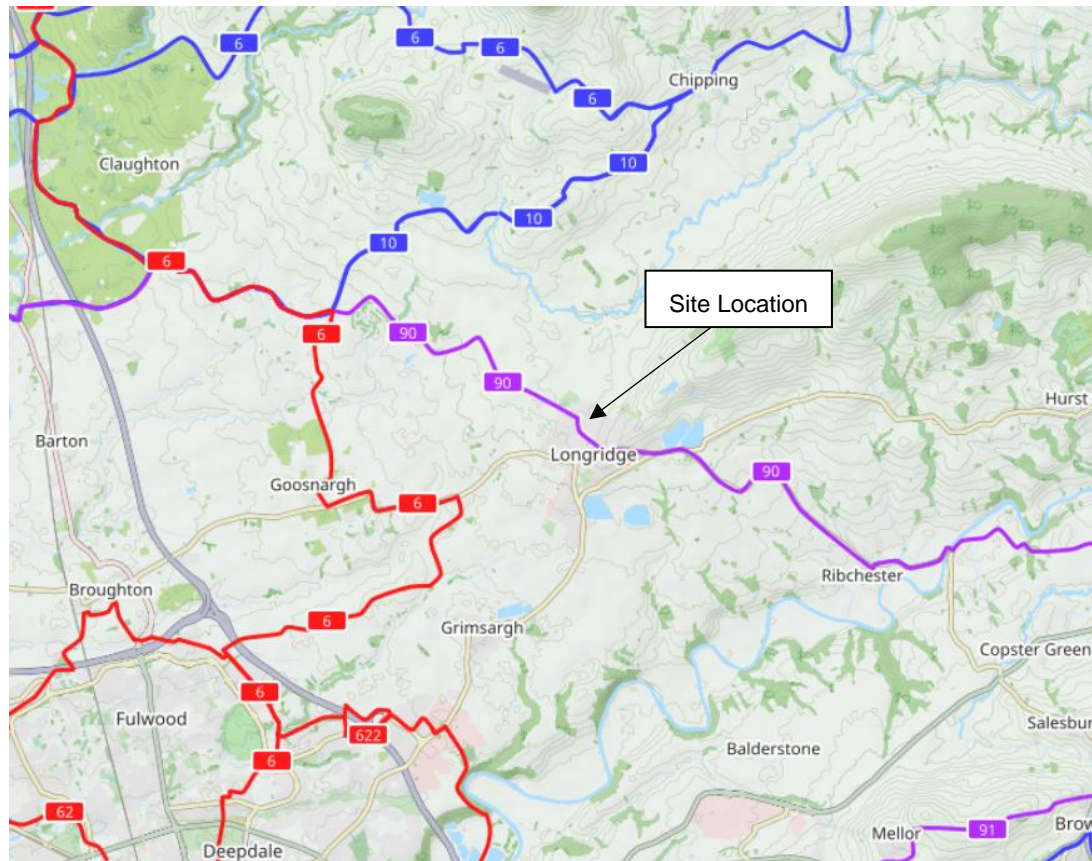 6
6
6
Chipping
6
Claughton
10
10
10
6
Site Location
6
90
90
Hurst
Barton
Longridge
Goosnargh
90
6
Ribchester
Broughton
6
Grimsargh
Copster Green
6
Fulwood
622
Salesbur
Balderstone
6
62
Mellor
91
Brow
Deepdale